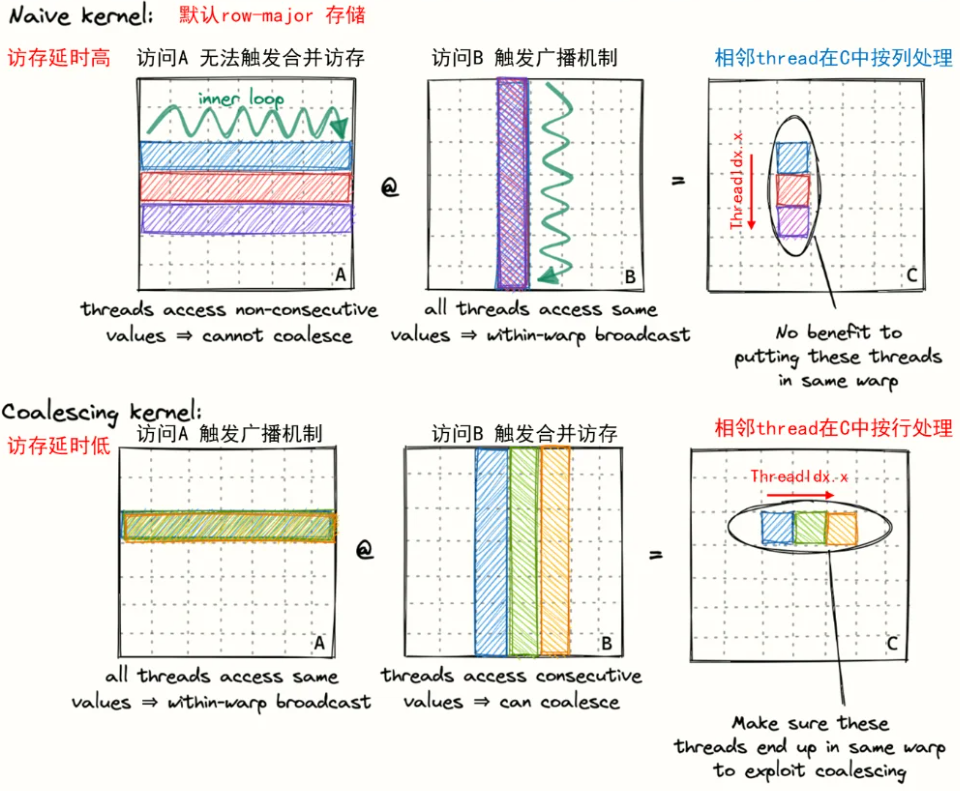 Naive kernel: 默认row-major 存储
访存延时高
访问A 无法触发合并访存
访问B 触发广播机制
相邻thread在C中按列处理
inner loop
A
@
B
=
ThreadIdx.x
C
threads access non-consecutive
values ⇒ cannot coalesce
all threads access same
values ⇒ within-warp broadcast
No benefit to
putting these threads
in same warp
Coalescing kernel:
访存延时低
访问A 触发广播机制
访问B 触发合并访存
相邻thread在C中按行处理
A
@
B
=
ThreadIdx.x
C
all threads access same
values ⇒ within-warp broadcast
threads access consecutive
values ⇒ can coalesce
Make sure these
threads end up in same warp
to exploit coalescing